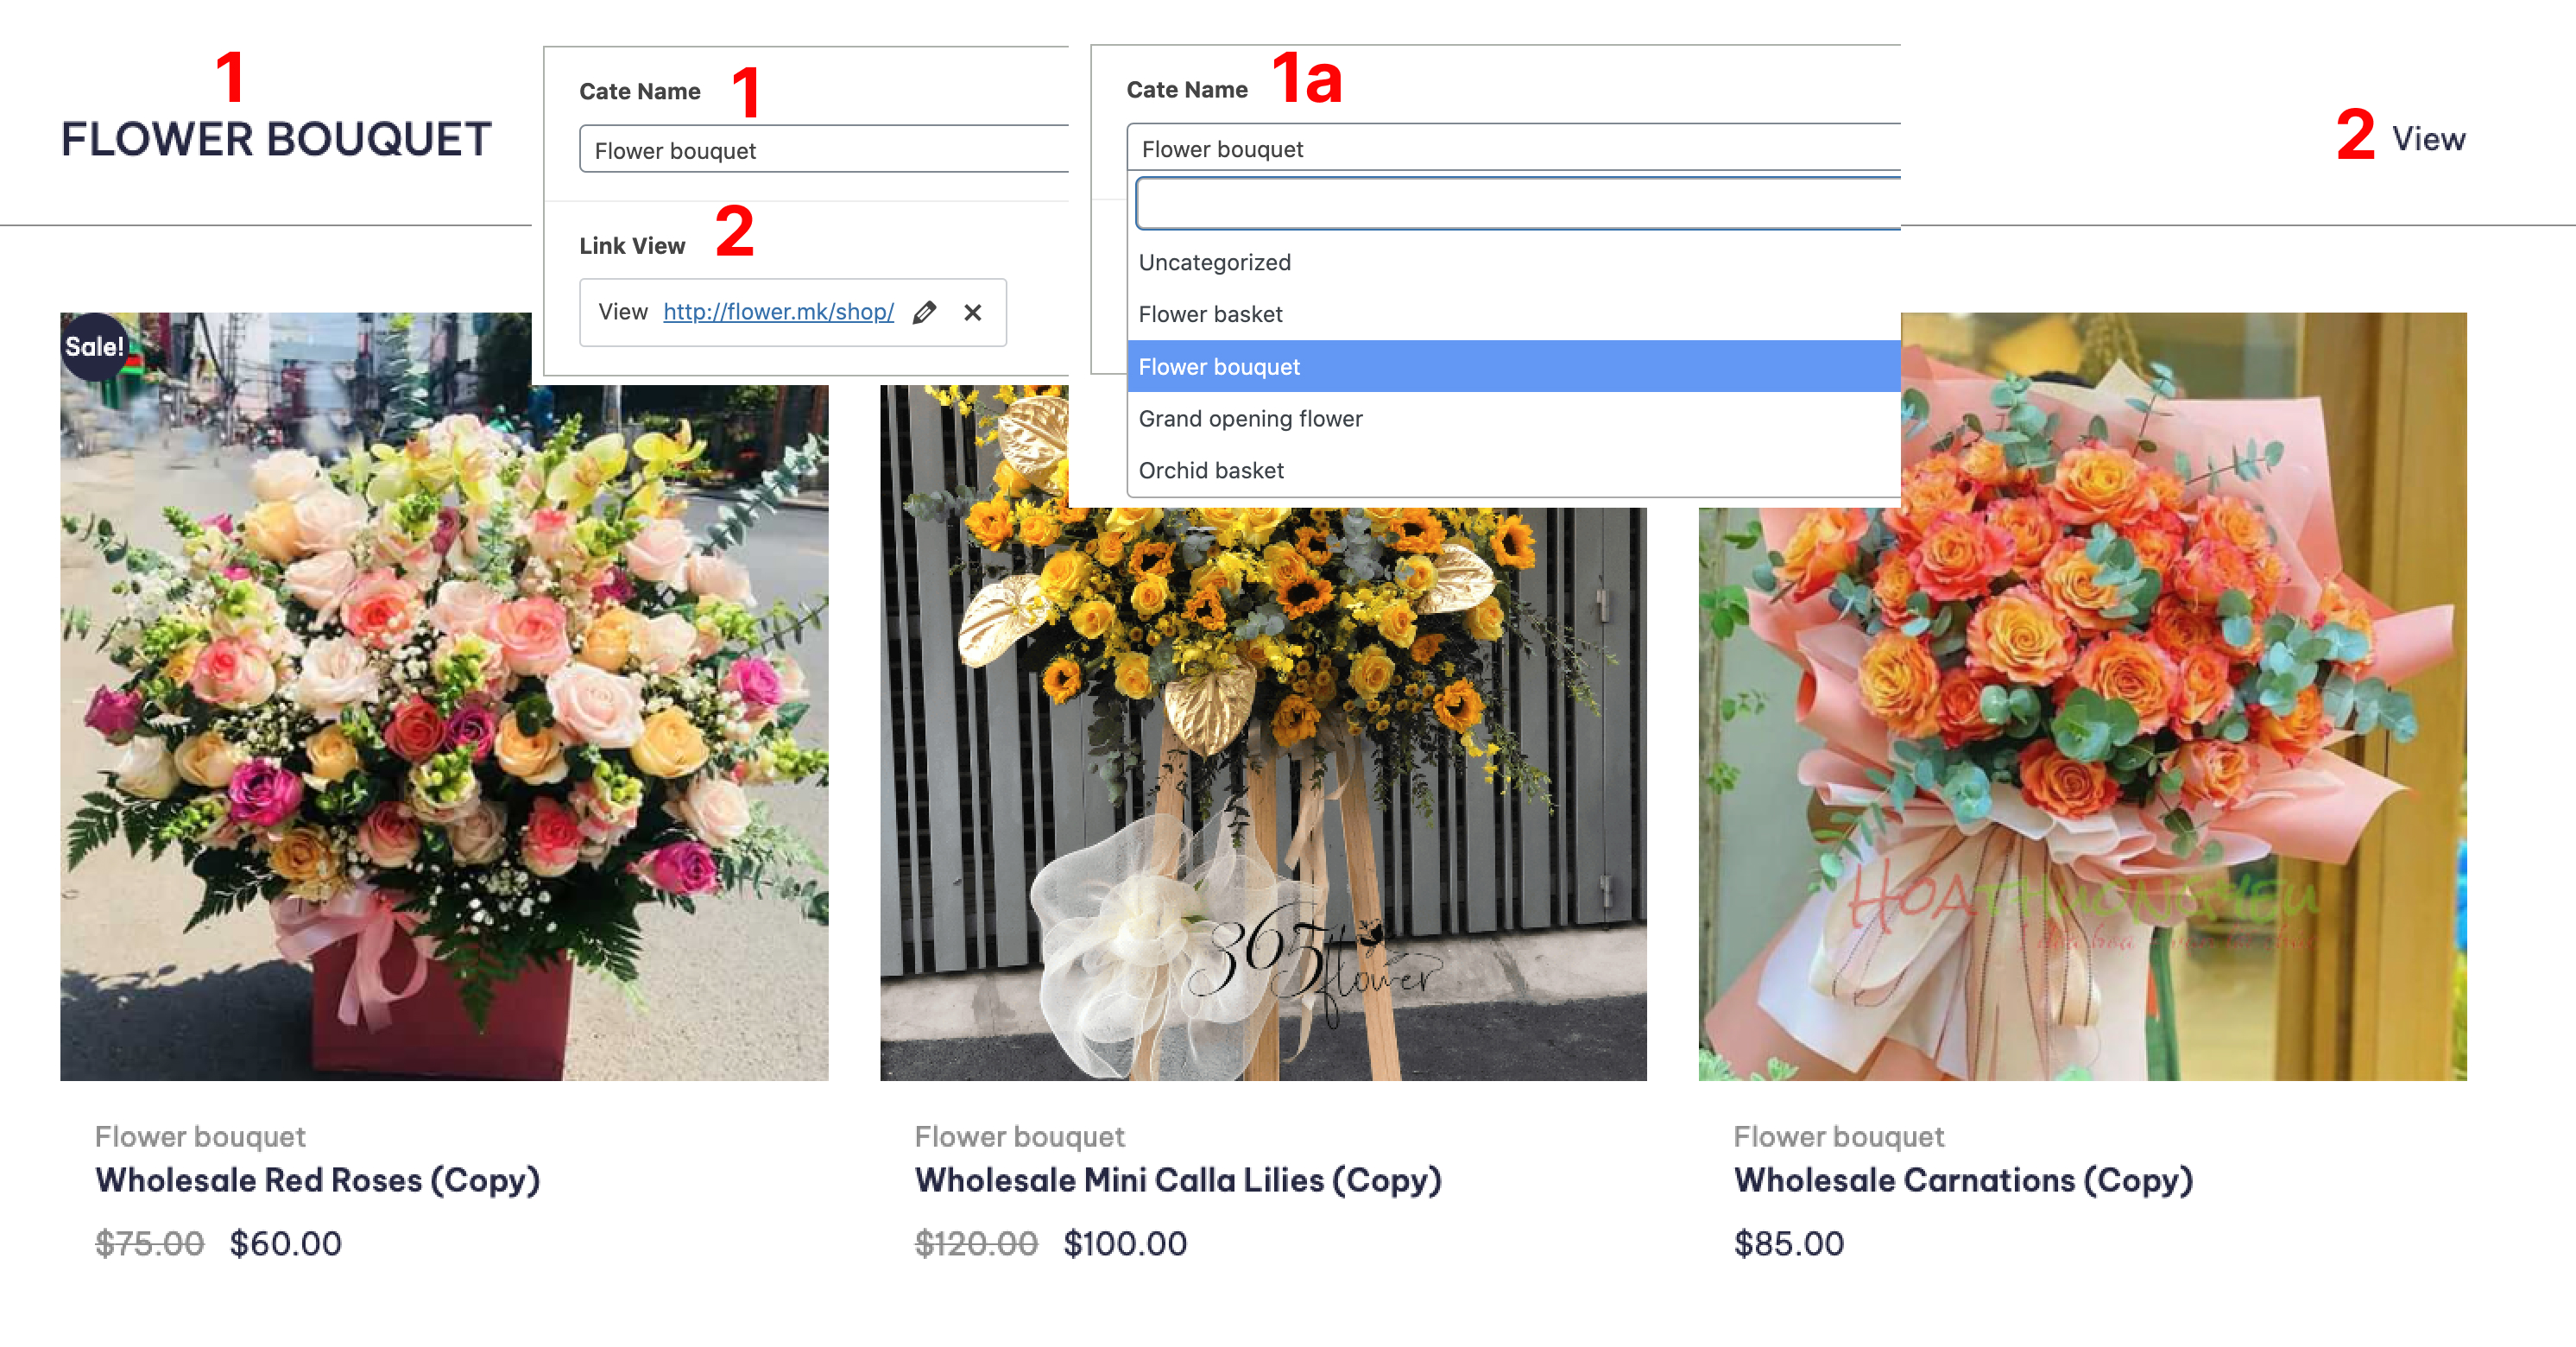 1
FLOWER BOUQUET
Cate Name 1
Flower bouquet
Link View 2
View http://flower.mk/shop/
Cate Name 1a
Flower bouquet
Uncategorized
Flower basket
Flower bouquet
Grand opening flower
Orchid basket
2 View
Sale!
365flower
HOATHUONGYEU
Flower bouquet
Wholesale Red Roses (Copy)
$75.00 $60.00
Flower bouquet
Wholesale Mini Calla Lilies (Copy)
$120.00 $100.00
Flower bouquet
Wholesale Carnations (Copy)
$85.00